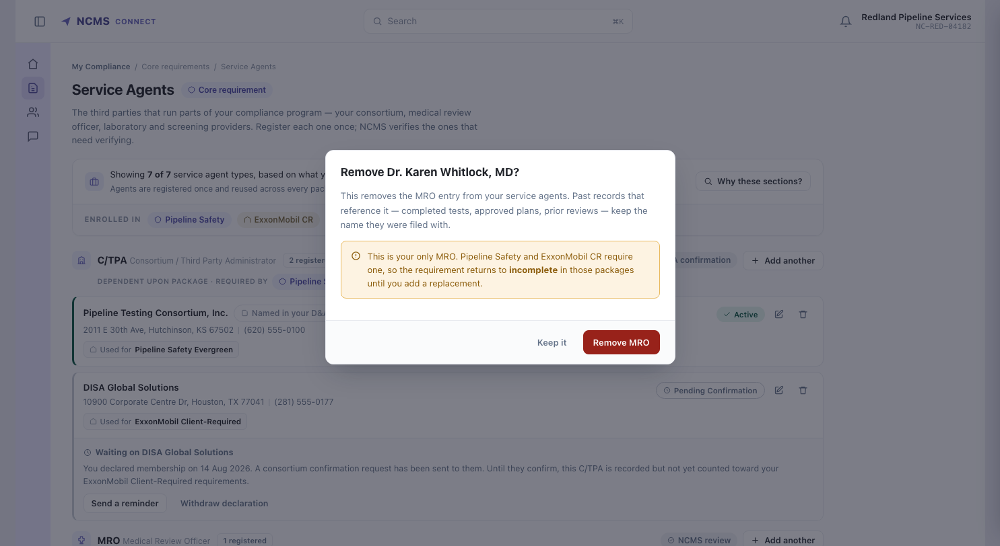 NCMS CONNECT
Search
⌘K
Redland Pipeline Services
NC-RED-04182
My Compliance / Core requirements / Service Agents
Service Agents
Core requirement
The third parties that run parts of your compliance program — your consortium, medical review
officer, laboratory and screening providers. Register each one once; NCMS verifies the ones that
need verifying.
Showing 7 of 7 service agent types, based on what y
Agents are registered once and reused across every pac
Why these sections?
ENROLLED IN
Pipeline Safety
ExxonMobil CR
C/TPA Consortium / Third Party Administrator
2 register
A confirmation
Add another
DEPENDENT UPON PACKAGE · REQUIRED BY
Pipeline S
Pipeline Testing Consortium, Inc.
Named in your D&A
Active
2011 E 30th Ave, Hutchinson, KS 67502 | (620) 555-0100
Used for Pipeline Safety Evergreen
DISA Global Solutions
Pending Confirmation
10900 Corporate Centre Dr, Houston, TX 77041 | (281) 555-0177
Used for ExxonMobil Client-Required
Waiting on DISA Global Solutions
You declared membership on 14 Aug 2026. A consortium confirmation request has been sent to them. Until they confirm, this C/TPA is recorded but not yet counted toward your
ExxonMobil Client-Required requirements.
Send a reminder
Withdraw declaration
MRO Medical Review Officer
1 registered
NCMS review
Add another
Remove Dr. Karen Whitlock, MD?
This removes the MRO entry from your service agents. Past records that
reference it — completed tests, approved plans, prior reviews — keep the
name they were filed with.
This is your only MRO. Pipeline Safety and ExxonMobil CR require
one, so the requirement returns to incomplete in those packages
until you add a replacement.
Keep it
Remove MRO